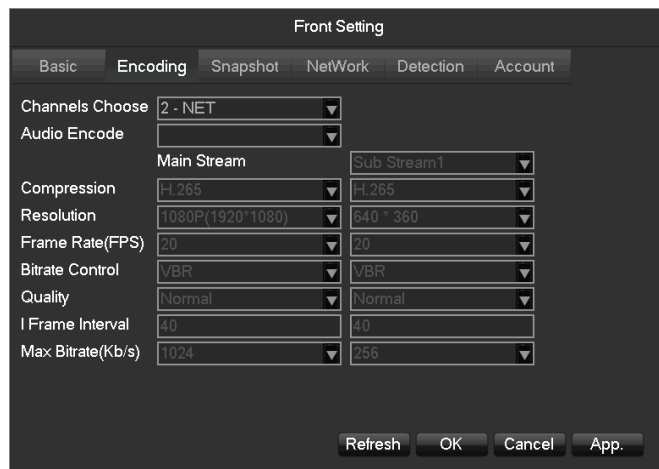 Front Setting
Basic Encoding Snapshot NetWork Detection Account
Channels Choose 2 - NET
Audio Encode
Main Stream Sub Stream1
Compression H.265 H.265
Resolution 1080P(1920*1080) 640 * 360
Frame Rate(FPS) 20 20
Bitrate Control VBR VBR
Quality Normal Normal
I Frame Interval 40 40
Max Bitrate(Kb/s) 1024 256
Refresh OK Cancel App.